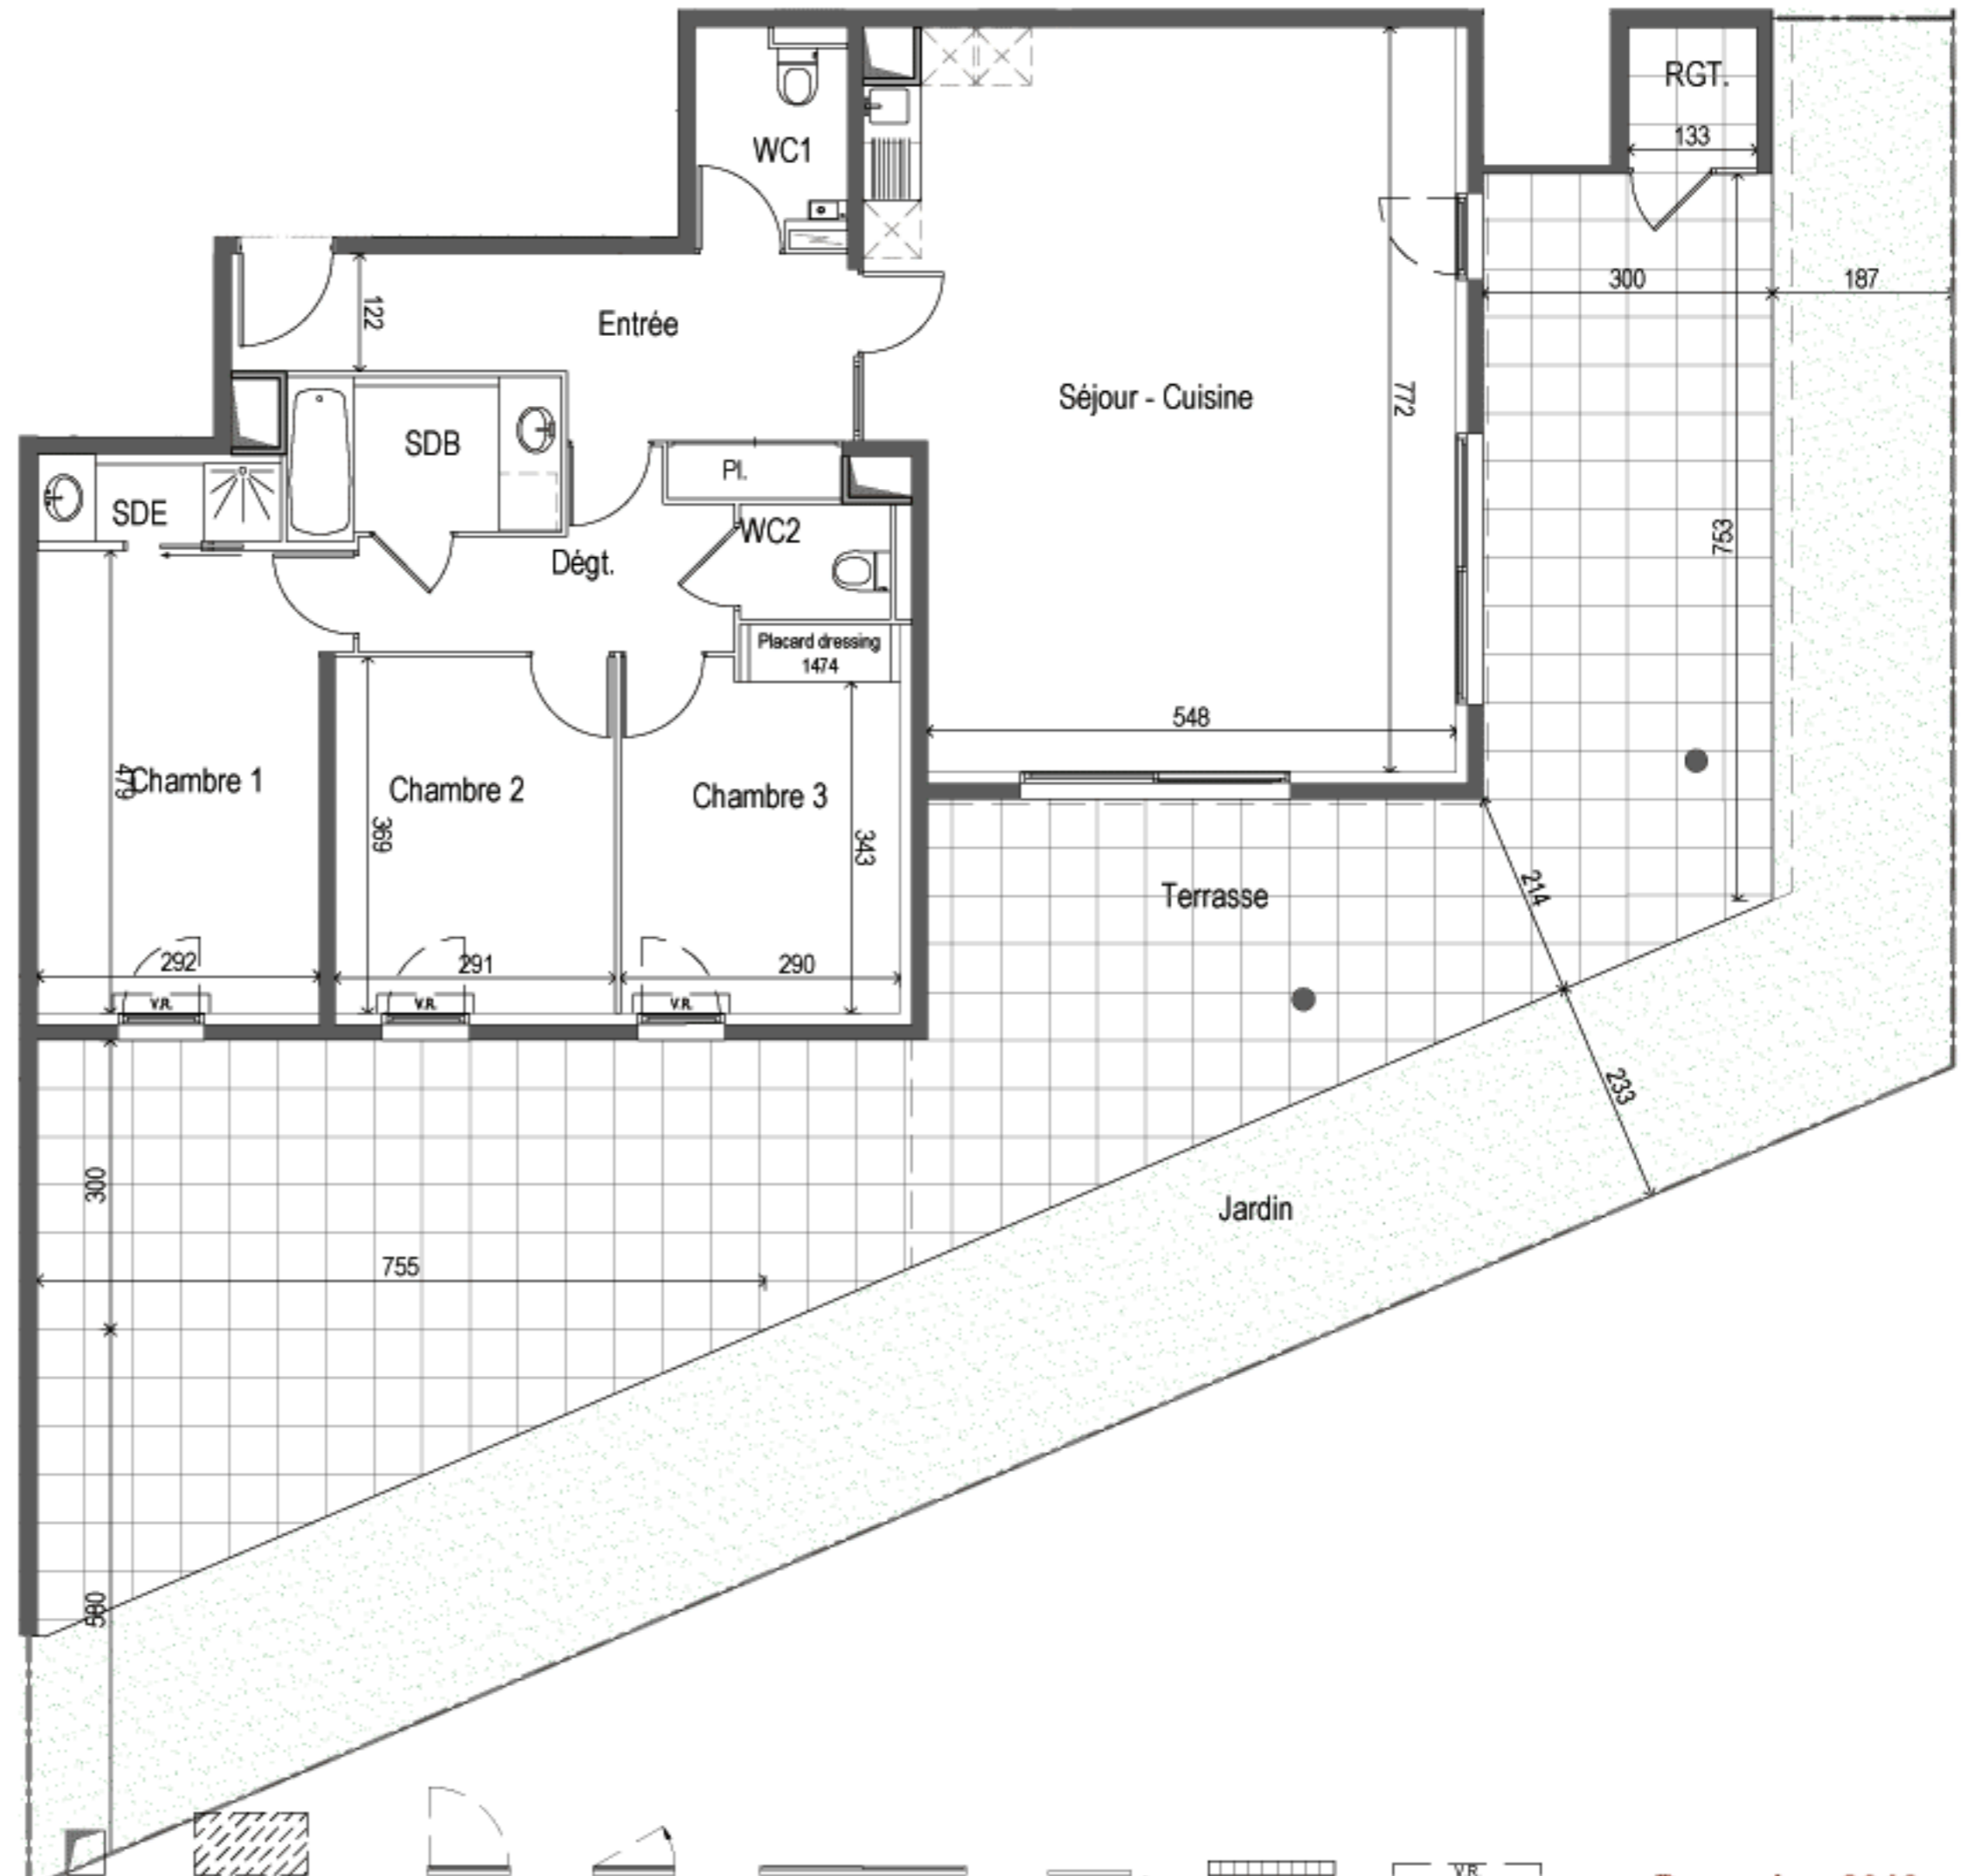 RGT.
133
WC1
122
Entrée
300
187
Séjour - Cuisine
772
SDB
Pl.
SDE
WC2
753
Dégt.
Placard dressing
1474
548
479
Chambre 1
Chambre 2
Chambre 3
369
343
214
Terrasse
292
291
290
V.R.
V.R.
V.R.
233
300
Jardin
755
V.R.